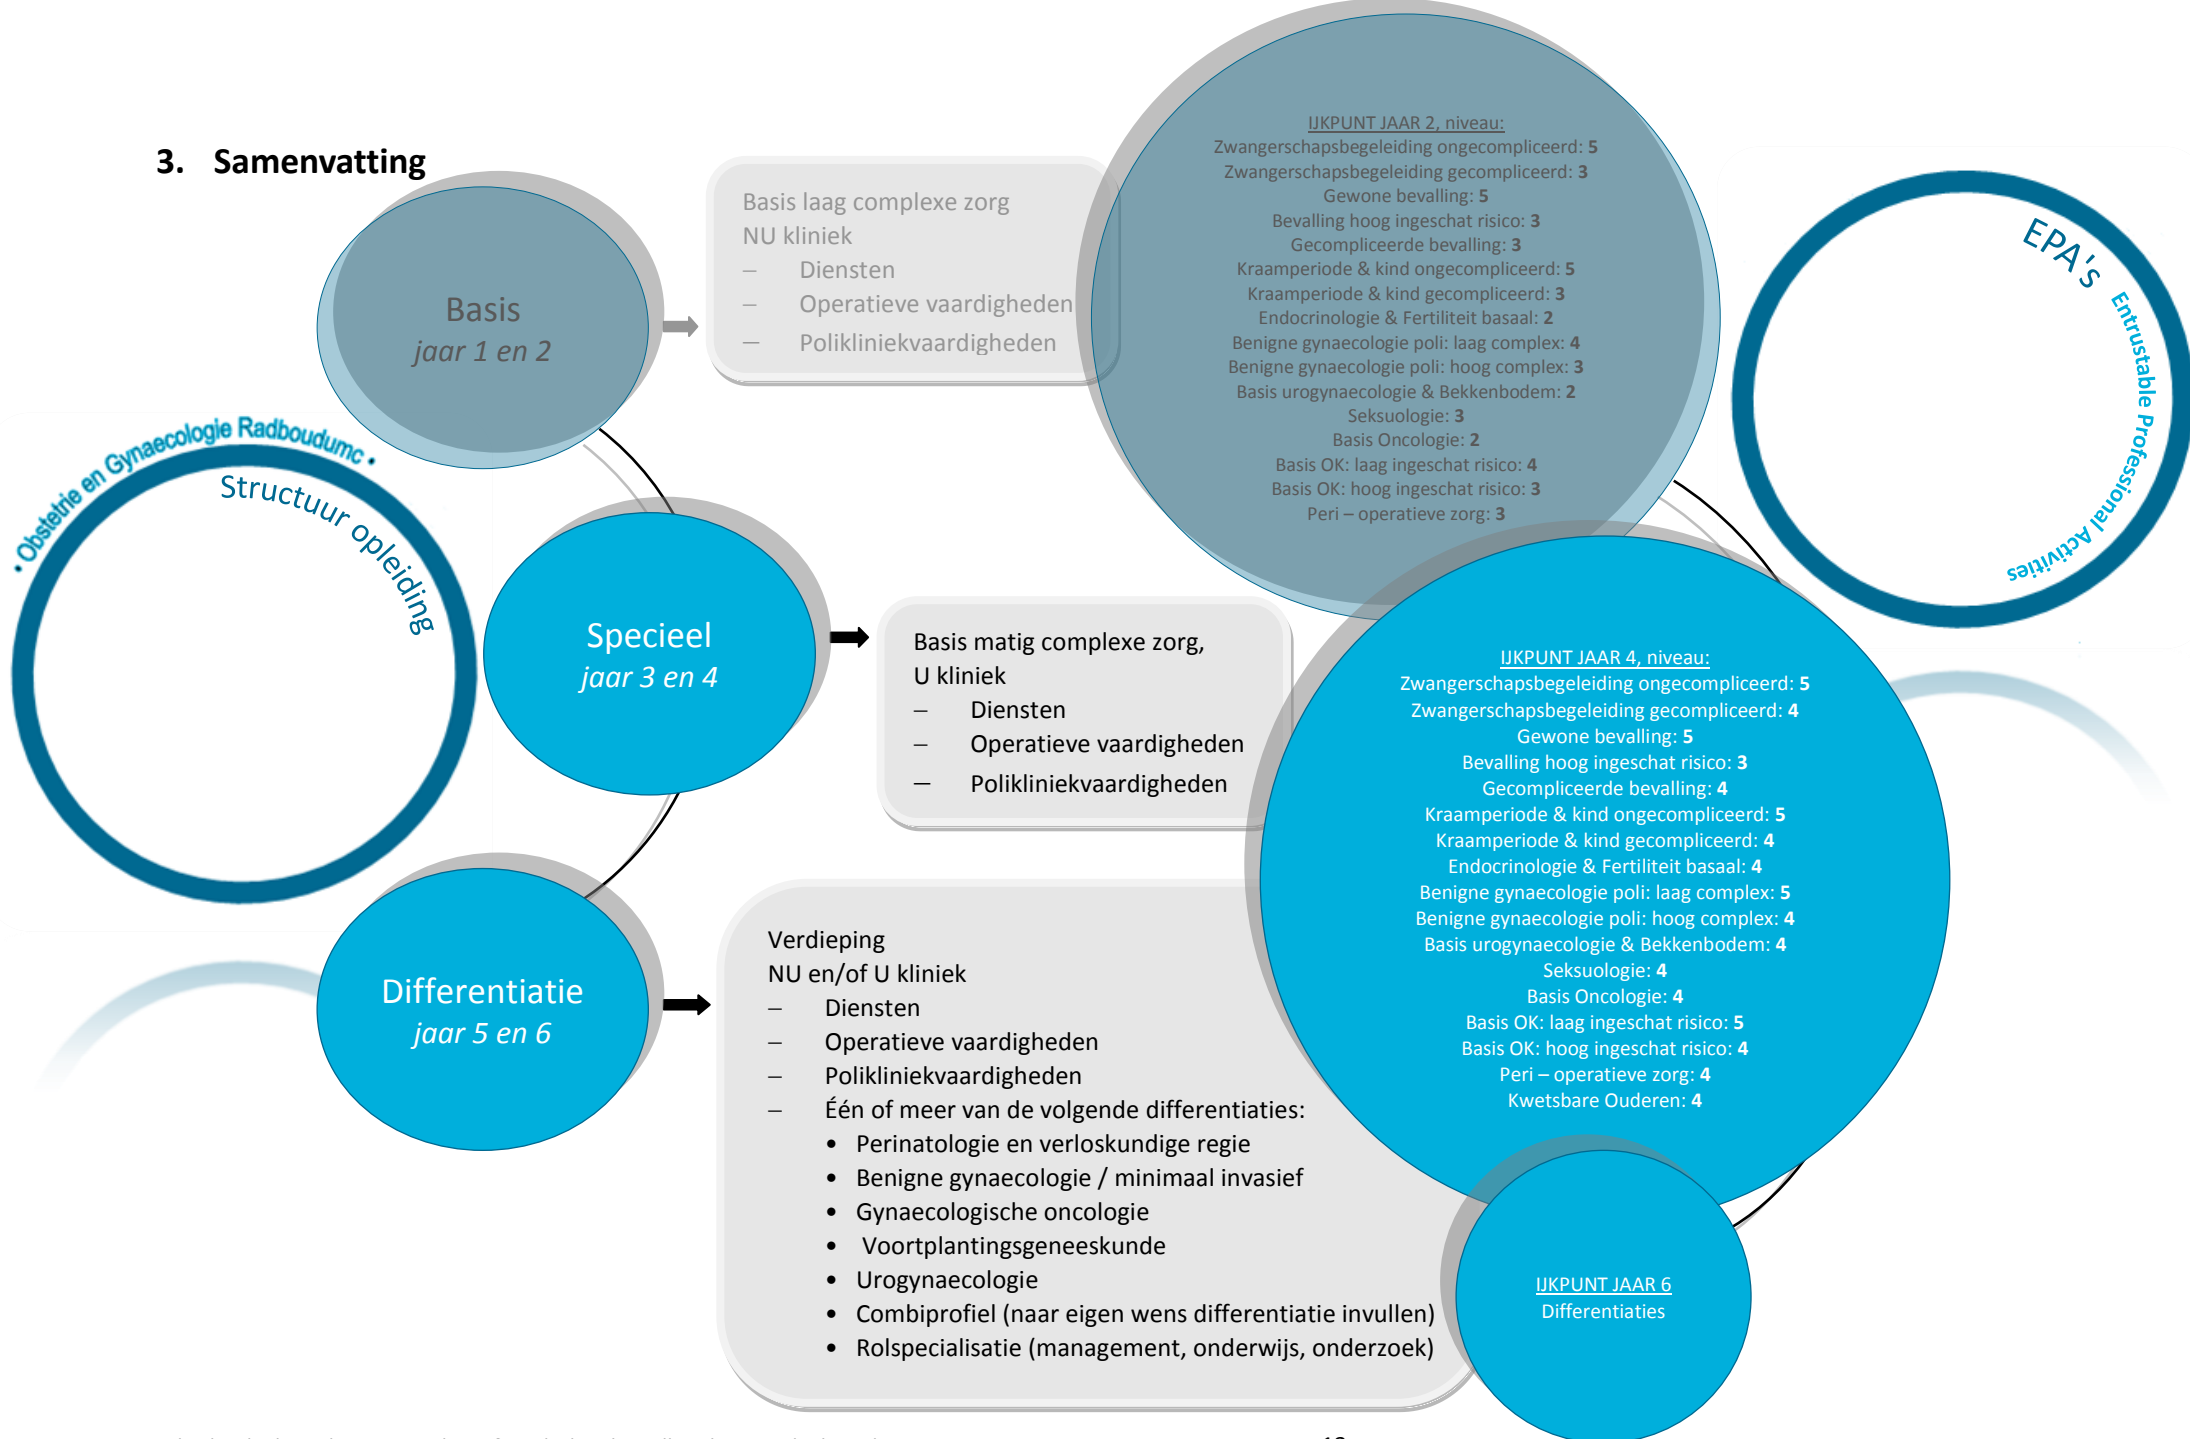 3. Samenvatting
• Obstetrie en Gynaecologie Radboudumc •
Structuur opleiding
Basis
jaar 1 en 2
Basis laag complexe zorg
NU kliniek
– Diensten
– Operatieve vaardigheden
– Polikliniekvaardigheden
Specieel
jaar 3 en 4
Basis matig complexe zorg,
U kliniek
– Diensten
– Operatieve vaardigheden
– Polikliniekvaardigheden
Differentiatie
jaar 5 en 6
Verdieping
NU en/of U kliniek
– Diensten
– Operatieve vaardigheden
– Polikliniekvaardigheden
– Één of meer van de volgende differentiaties:
• Perinatologie en verloskundige regie
• Benigne gynaecologie / minimaal invasief
• Gynaecologische oncologie
• Voortplantingsgeneeskunde
• Urogynaecologie
• Combiprofiel (naar eigen wens differentiatie invullen)
• Rolspecialisatie (management, onderwijs, onderzoek)
EPA's
Entrustable Professional Activities
IJKPUNT JAAR 2, niveau:
Zwangerschapsbegeleiding ongecompliceerd: 5
Zwangerschapsbegeleiding gecompliceerd: 3
Gewone bevalling: 5
Bevalling hoog ingeschat risico: 3
Gecompliceerde bevalling: 3
Kraamperiode & kind ongecompliceerd: 5
Kraamperiode & kind gecompliceerd: 3
Endocrinologie & Fertiliteit basaal: 2
Benigne gynaecologie poli: laag complex: 4
Benigne gynaecologie poli: hoog complex: 3
Basis urogynaecologie & Bekkenbodem: 2
Seksuologie: 3
Basis Oncologie: 2
Basis OK: laag ingeschat risico: 4
Basis OK: hoog ingeschat risico: 3
Peri – operatieve zorg: 3
IJKPUNT JAAR 4, niveau:
Zwangerschapsbegeleiding ongecompliceerd: 5
Zwangerschapsbegeleiding gecompliceerd: 4
Gewone bevalling: 5
Bevalling hoog ingeschat risico: 3
Gecompliceerde bevalling: 4
Kraamperiode & kind ongecompliceerd: 5
Kraamperiode & kind gecompliceerd: 4
Endocrinologie & Fertiliteit basaal: 4
Benigne gynaecologie poli: laag complex: 5
Benigne gynaecologie poli: hoog complex: 4
Basis urogynaecologie & Bekkenbodem: 4
Seksuologie: 4
Basis Oncologie: 4
Basis OK: laag ingeschat risico: 5
Basis OK: hoog ingeschat risico: 4
Peri – operatieve zorg: 4
Kwetsbare Ouderen: 4
IJKPUNT JAAR 6
Differentiaties